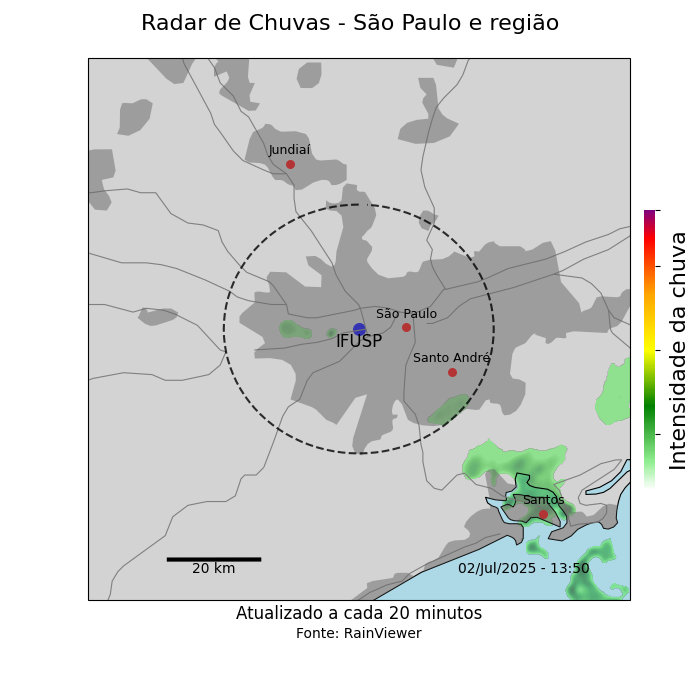 Radar de Chuvas - São Paulo e região
Jundiaí
São Paulo
IFUSP
Santo André
Santos
20 km
02/Jul/2025 - 13:50
Intensidade da chuva
Atualizado a cada 20 minutos
Fonte: RainViewer